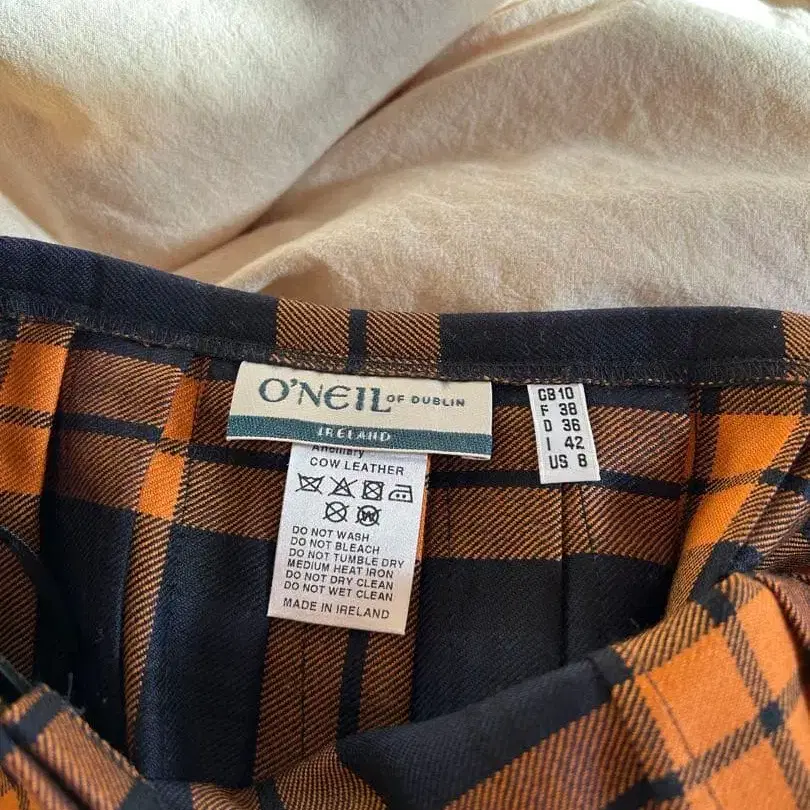 O'NEIL OF DUBLIN
IRELAND
Ancillary
COW LEATHER
DO NOT WASH
DO NOT BLEACH
DO NOT TUMBLE DRY
MEDIUM HEAT IRON
DO NOT DRY CLEAN
DO NOT WET CLEAN
MADE IN IRELAND
GB 10
F 38
D 36
I 42
US 8